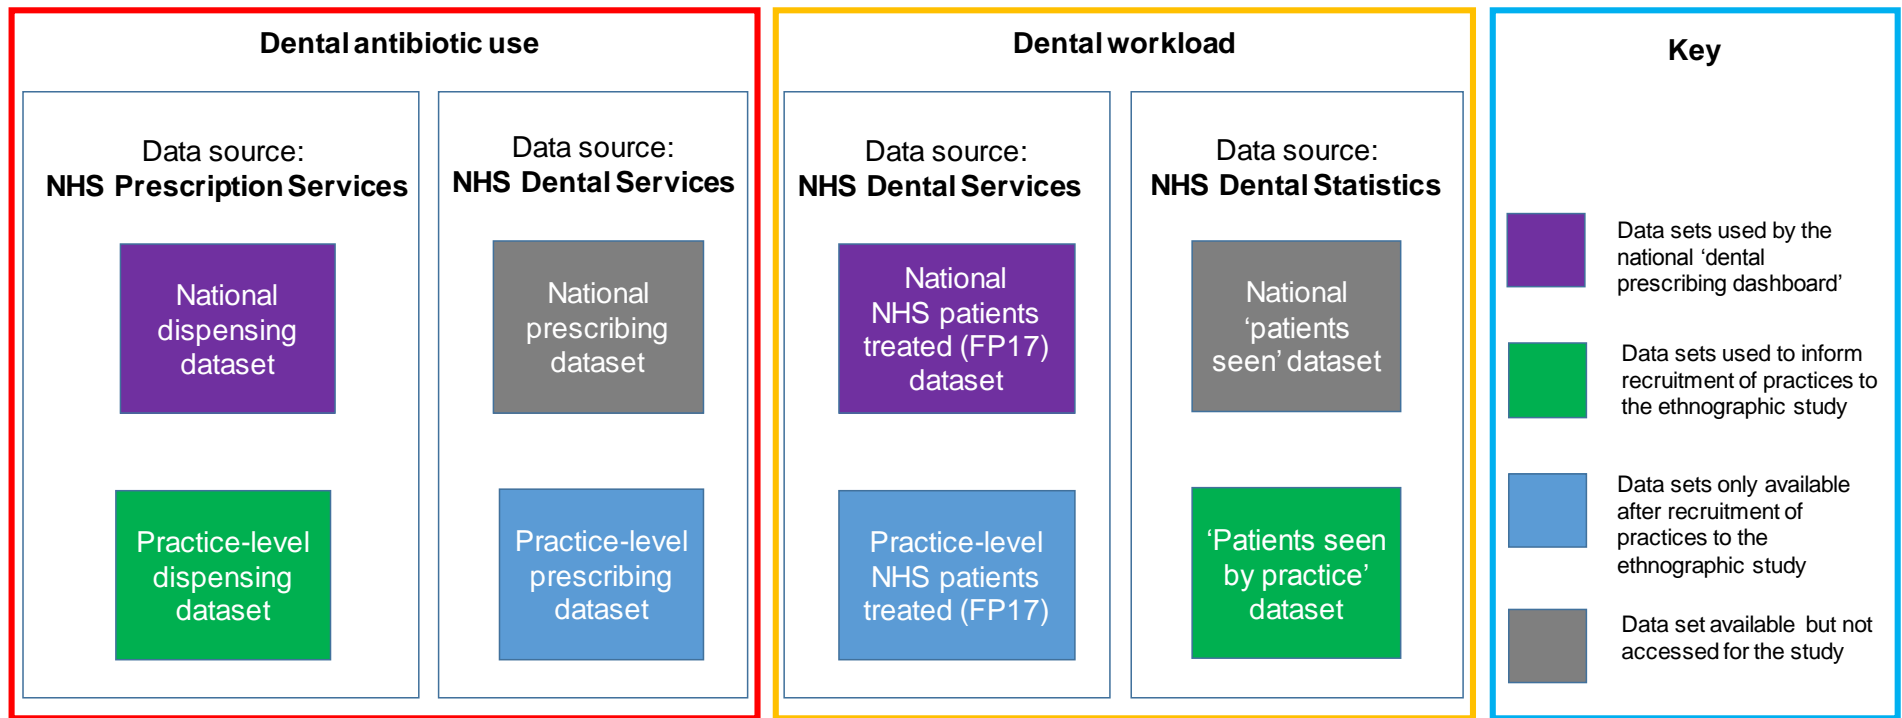 Dental antibiotic use
Data source:
NHS Prescription Services
National
dispensing
dataset
Practice-level
dispensing
dataset
Data source:
NHS Dental Services
National
prescribing
dataset
Practice-level
prescribing
dataset
Dental workload
Data source:
NHS Dental Services
National
NHS patients
treated (FP17)
dataset
Practice-level
NHS patients
treated (FP17)
Data source:
NHS Dental Statistics
National
‘patients
seen’ dataset
‘Patients seen
by practice’
dataset
Key
Data sets used by the
national ‘dental
prescribing dashboard’
Data sets used to inform
recruitment of practices to
the ethnographic study
Data sets only available
after recruitment of
practices to the
ethnographic study
Data set available but not
accessed for the study